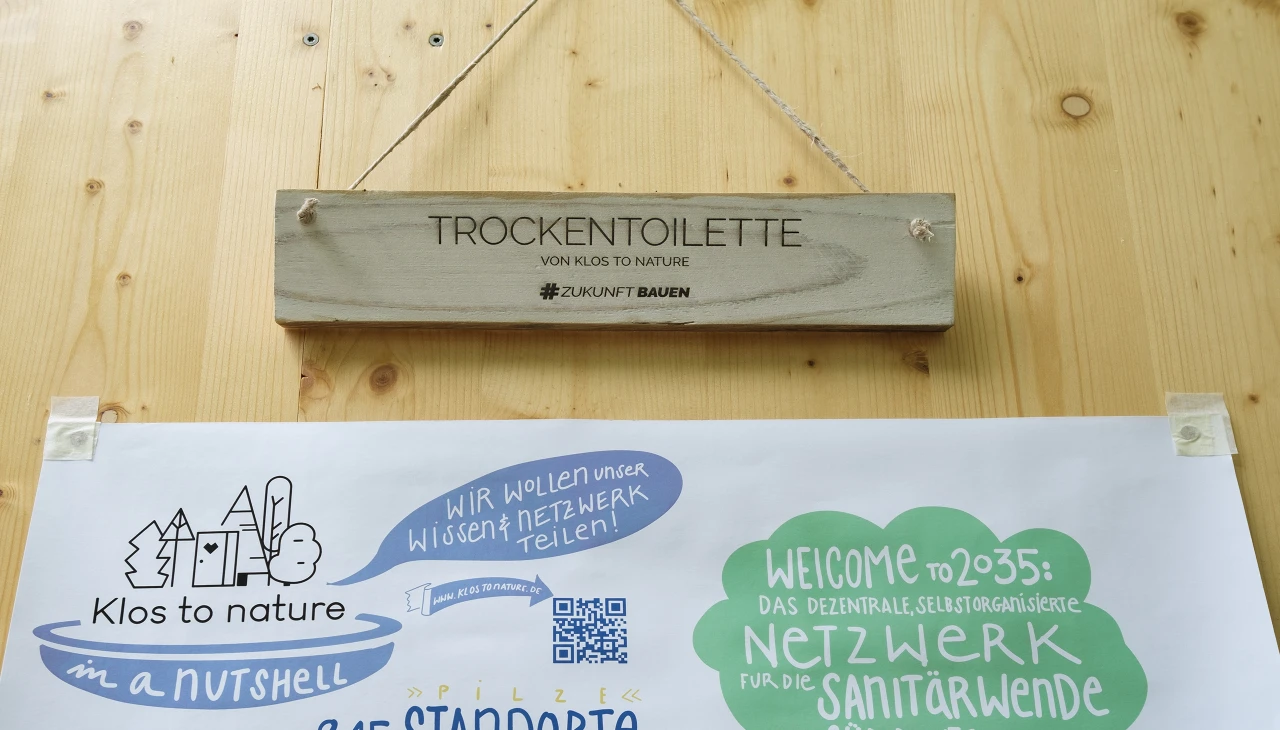 TROCKENTOILETTE
VON KLOS TO NATURE
#ZUKUNFT BAUEN
WIR WOLLEN UNSER
WISSEN & NETZWERK
TEILEN!
WWW.KLOSTONATURE.DE
Klos to nature
in a NUTSHELL
»PILZE«
STANDORTE
WELCOME TO 2035:
DAS DEZENTRALE, SELBSTORGANISIERTE
NETZWERK
FÜR DIE SANITÄRWENDE